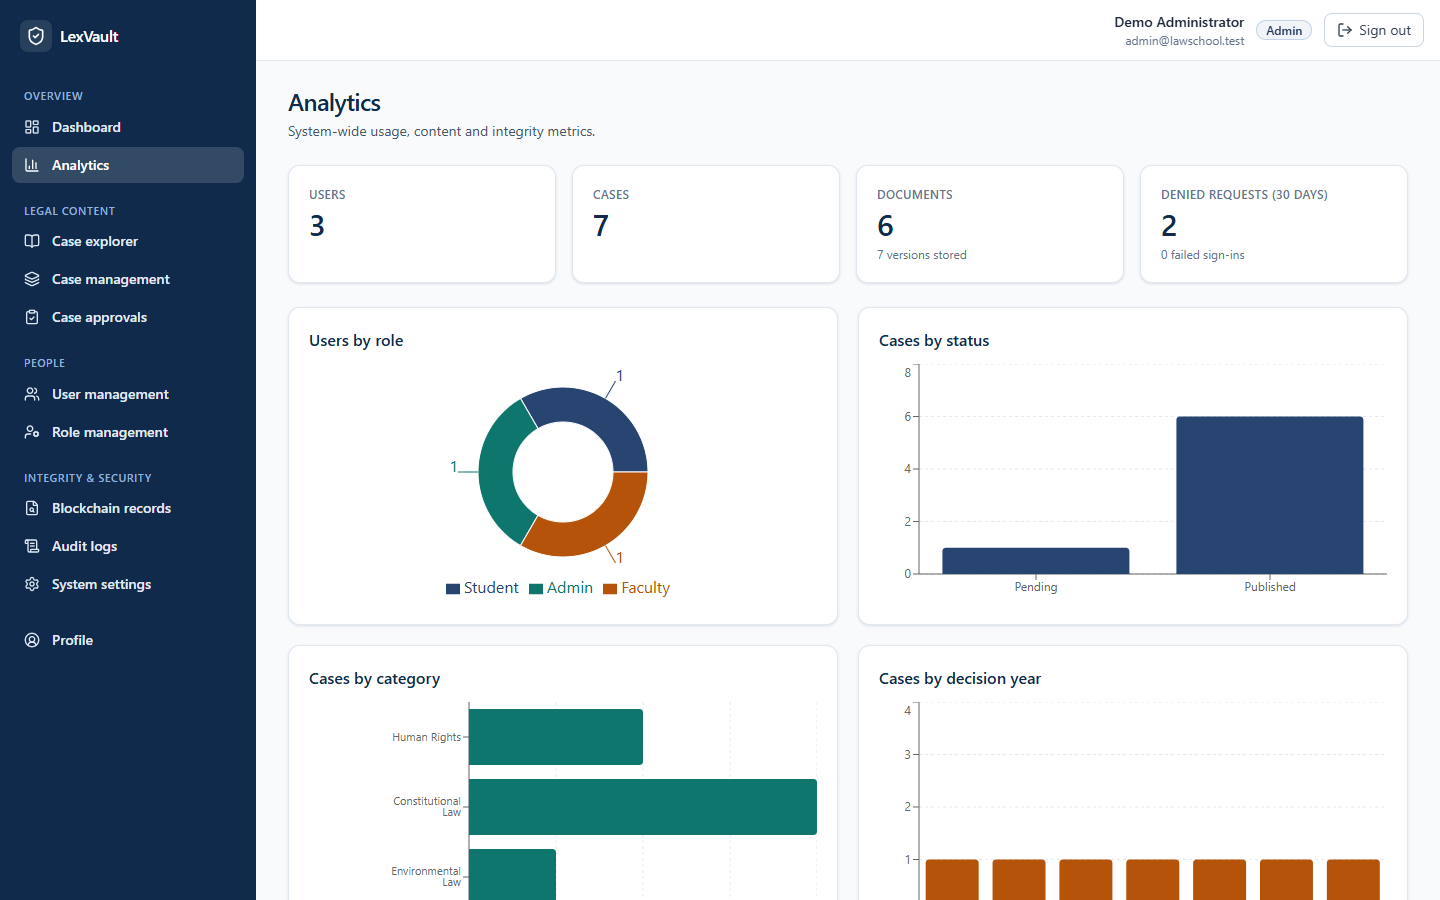 LexVault
OVERVIEW
Dashboard
Analytics
LEGAL CONTENT
Case explorer
Case management
Case approvals
PEOPLE
User management
Role management
INTEGRITY & SECURITY
Blockchain records
Audit logs
System settings
Profile
Demo Administrator
admin@lawschool.test
Admin
Sign out
Analytics
System-wide usage, content and integrity metrics.
USERS
3
CASES
7
DOCUMENTS
6
7 versions stored
DENIED REQUESTS (30 DAYS)
2
0 failed sign-ins
Users by role
1
1
1
Student Admin Faculty
Cases by status
8
6
4
2
0
Pending Published
Cases by category
Human Rights
Constitutional
Law
Environmental
Law
Cases by decision year
4
3
2
1